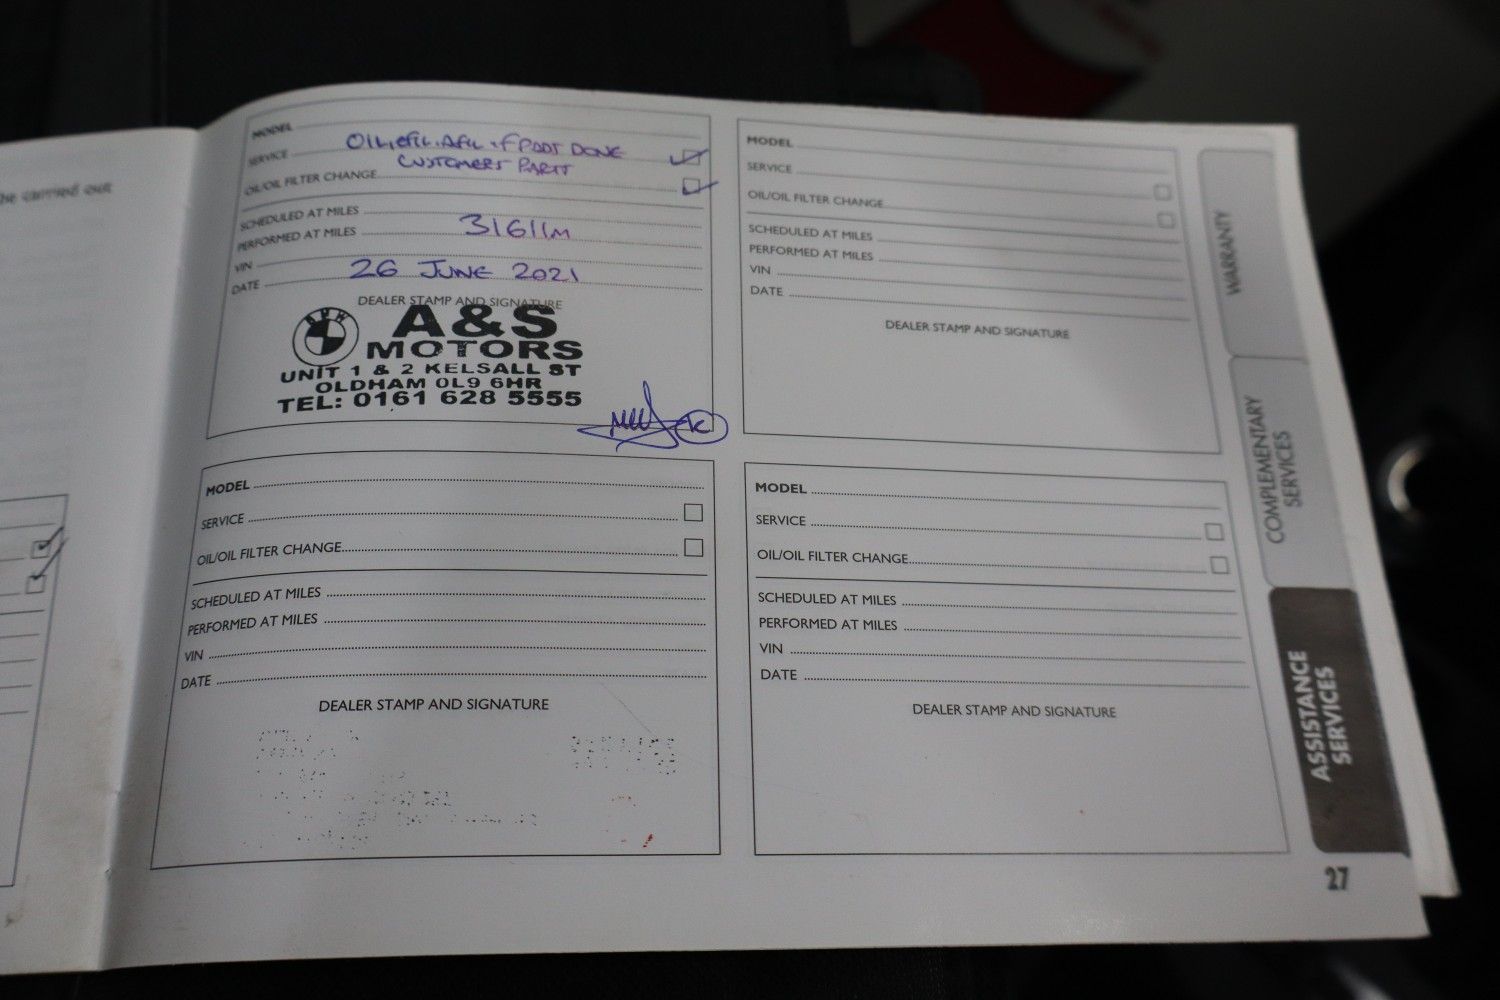 he carried out
MODEL
OIL, eFIL. AFIL + F PADS DONE
SERVICE
CUSTOMERS PARTS
OIL/OIL FILTER CHANGE
SCHEDULED AT MILES
PERFORMED AT MILES 31611M
VIN
DATE 26 JUNE 2021
DEALER STAMP AND SIGNATURE
A&S
MOTORS
UNIT 1 & 2 KELSALL ST
OLDHAM OL9 6HR
TEL: 0161 628 5555
MODEL
SERVICE
OIL/OIL FILTER CHANGE
SCHEDULED AT MILES
PERFORMED AT MILES
VIN
DATE
DEALER STAMP AND SIGNATURE
MODEL
SERVICE
OIL/OIL FILTER CHANGE
SCHEDULED AT MILES
PERFORMED AT MILES
VIN
DATE
DEALER STAMP AND SIGNATURE
MODEL
SERVICE
OIL/OIL FILTER CHANGE
SCHEDULED AT MILES
PERFORMED AT MILES
VIN
DATE
DEALER STAMP AND SIGNATURE
WARRANTY
COMPLEMENTARY
SERVICES
ASSISTANCE
SERVICES
27